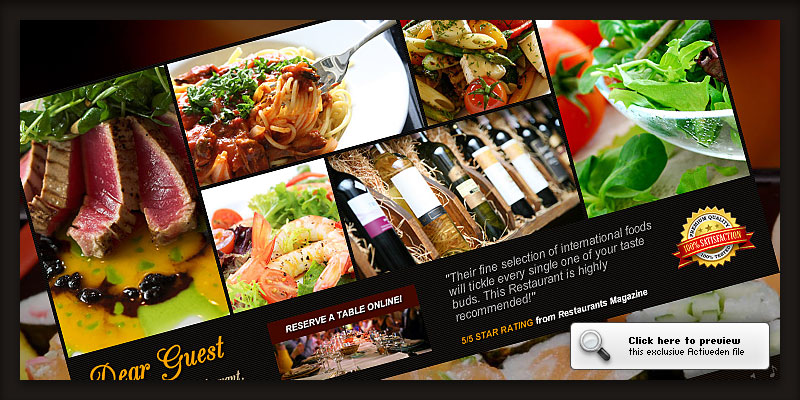 "Their fine selection of international foods
will tickle every single one of your taste
buds. This Restaurant is highly
recommended!"
5/5 STAR RATING from Restaurants Magazine
PREMIUM QUALITY
100% SATISFACTION
RESERVE A TABLE ONLINE!
Dear Guest
Click here to preview
this exclusive Activeden file